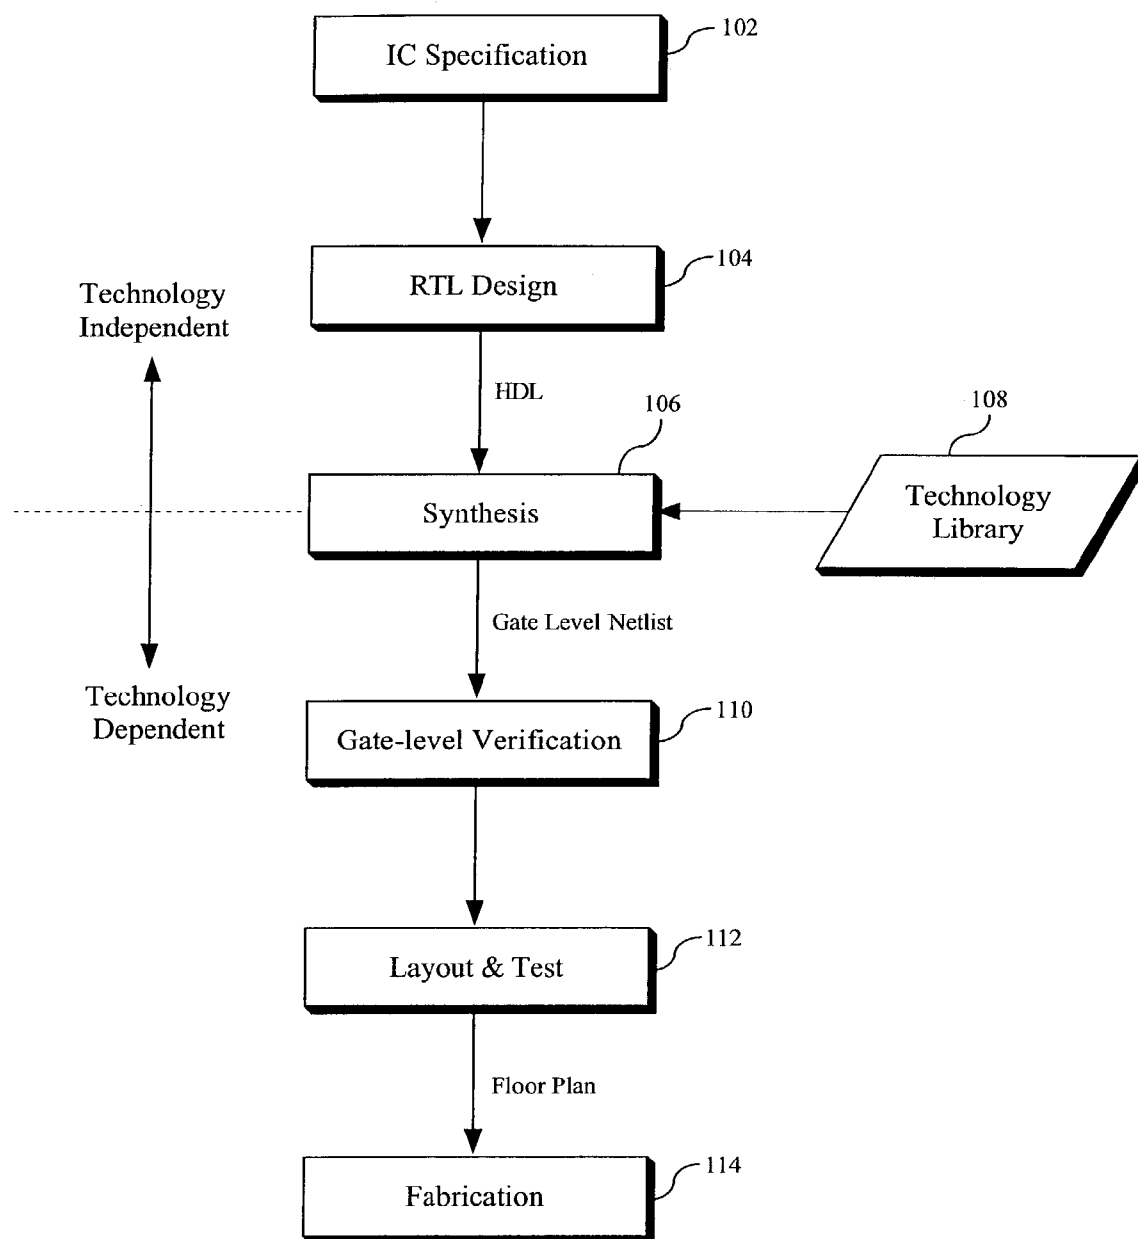 102
IC Specification
104
RTL Design
Technology
Independent
HDL
106
108
Synthesis
Technology
Library
Gate Level Netlist
Technology
Dependent
110
Gate-level Verification
112
Layout & Test
Floor Plan
114
Fabrication